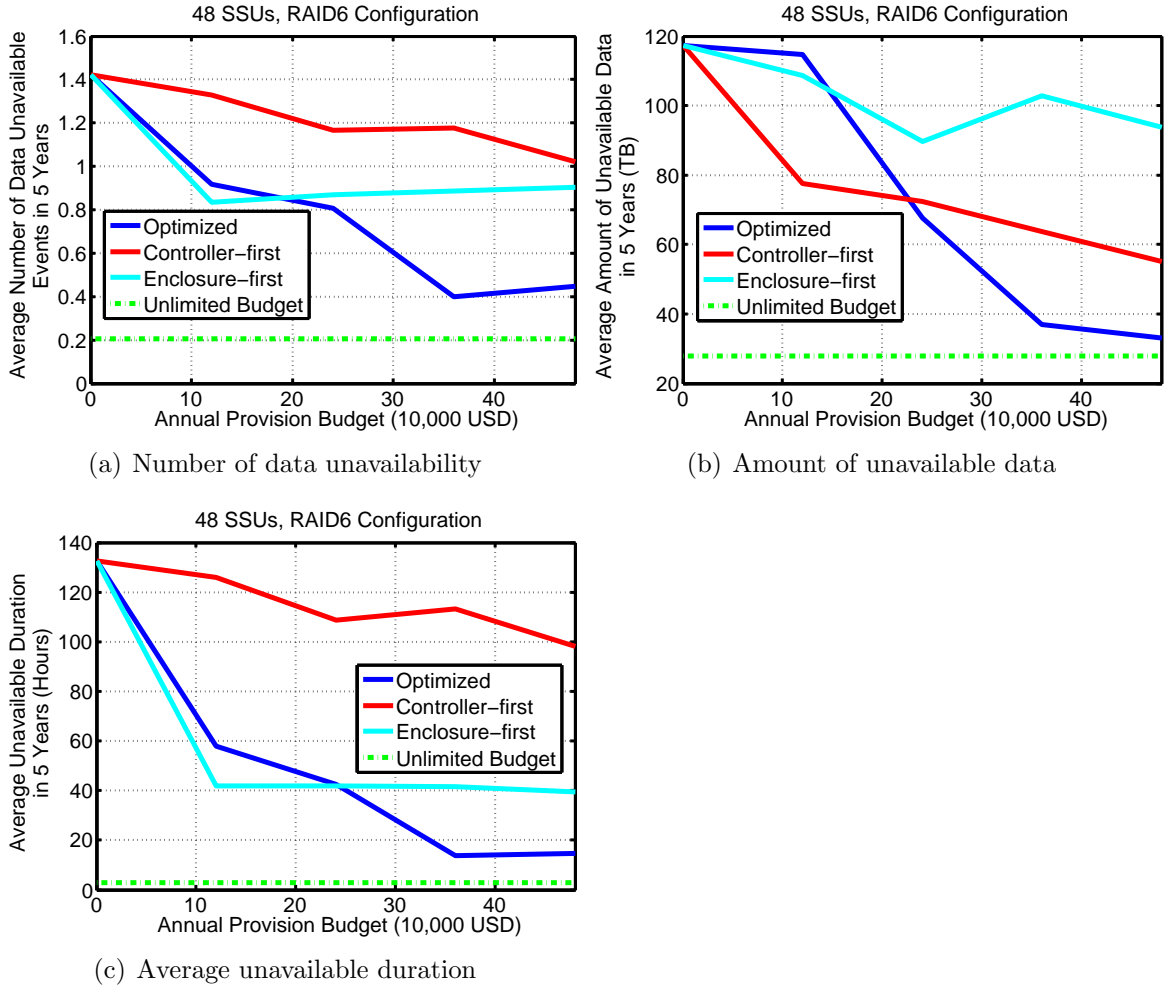 48 SSUs, RAID6 Configuration
Average Number of Data Unavailable
Events in 5 Years
1.6
1.4
1.2
1
0.8
0.6
0.4
0.2
0
Optimized
Controller-first
Enclosure-first
Unlimited Budget
0 10 20 30 40
Annual Provision Budget (10,000 USD)
(a) Number of data unavailability
48 SSUs, RAID6 Configuration
Average Amount of Unavailable Data
in 5 Years (TB)
120
100
80
60
40
20
Optimized
Controller-first
Enclosure-first
Unlimited Budget
0 10 20 30 40
Annual Provision Budget (10,000 USD)
(b) Amount of unavailable data
48 SSUs, RAID6 Configuration
Average Unavailable Duration
in 5 Years (Hours)
140
120
100
80
60
40
20
0
Optimized
Controller-first
Enclosure-first
Unlimited Budget
0 10 20 30 40
Annual Provision Budget (10,000 USD)
(c) Average unavailable duration